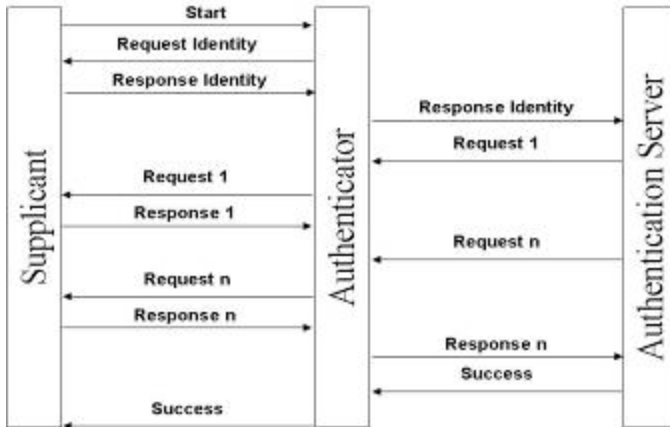 Start
Request Identity
Response Identity
Response Identity
Request 1
Request 1
Response 1
Request n
Request n
Response n
Response n
Success
Success
Supplicant
Authenticator
Authentication Server